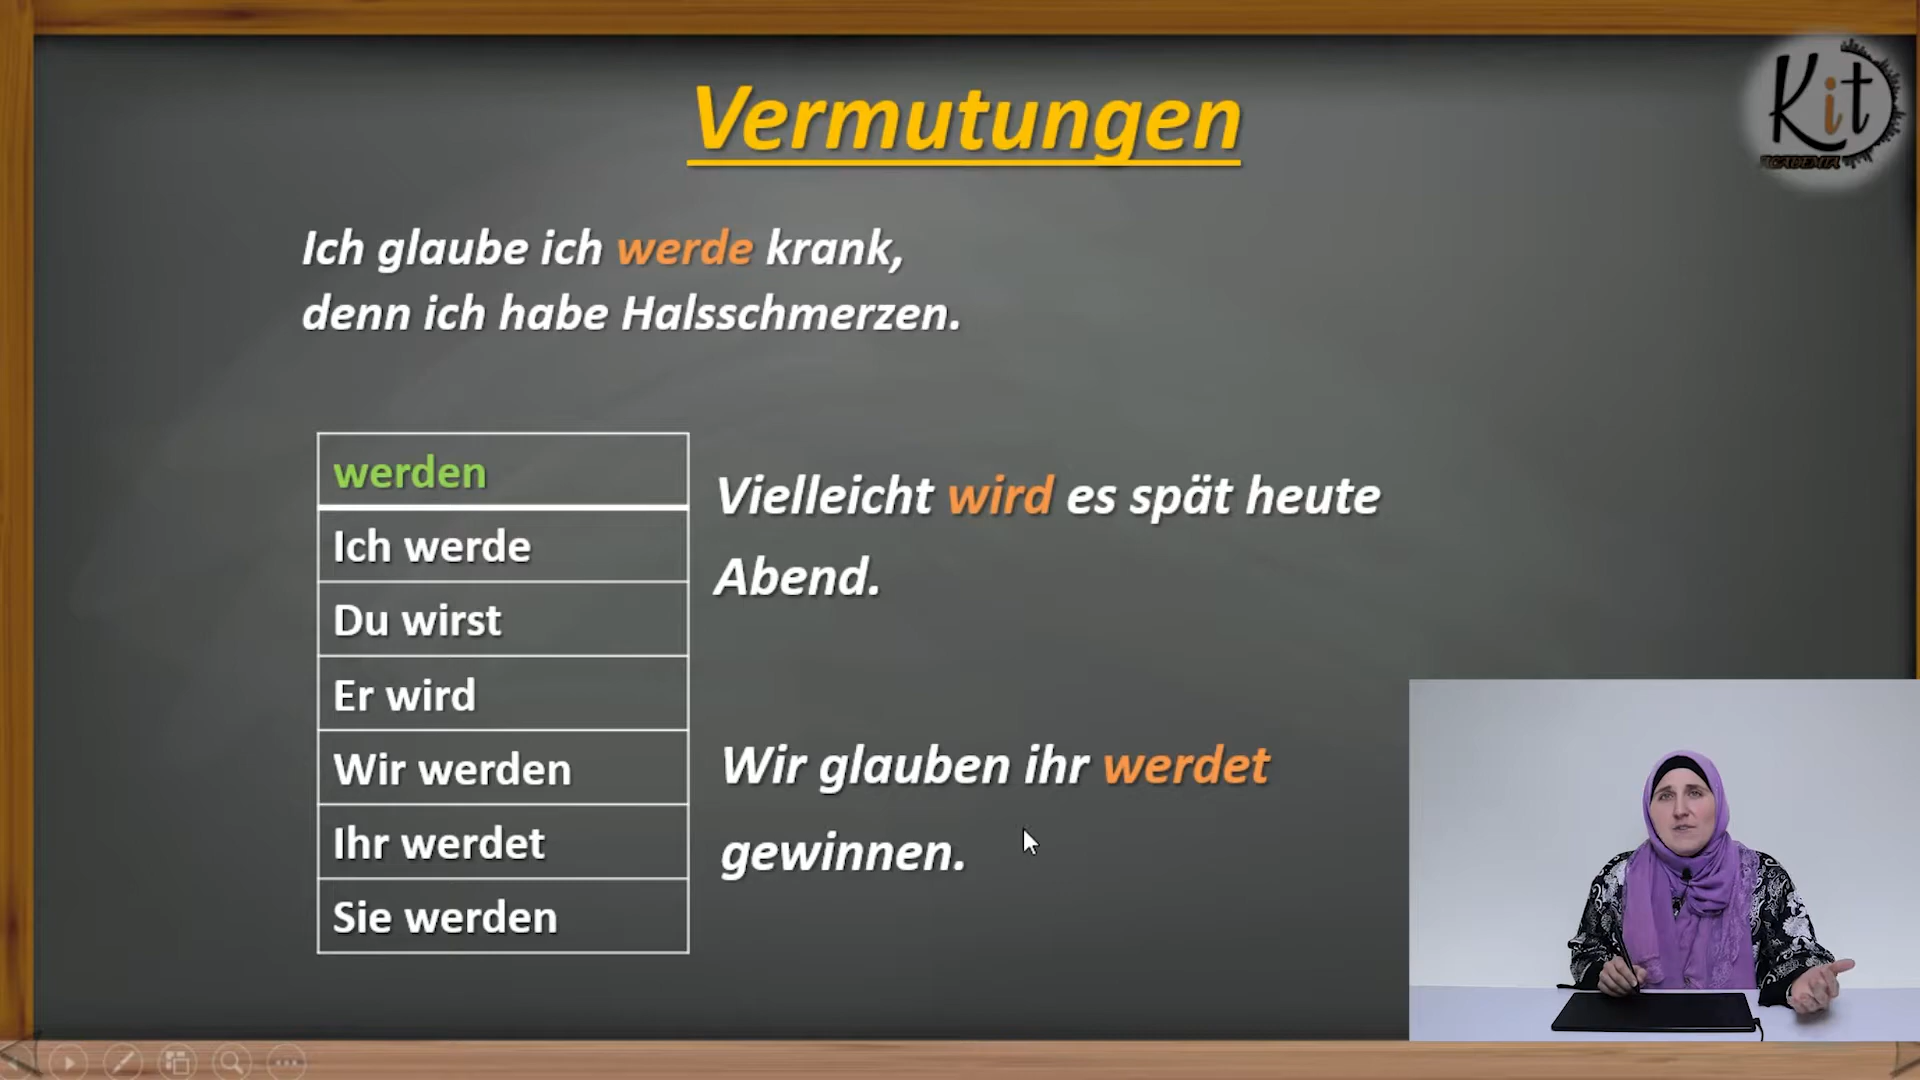 Vermutungen
Kit
ACADEMIA
Ich glaube ich werde krank,
denn ich habe Halsschmerzen.
werden
Ich werde
Du wirst
Er wird
Wir werden
Ihr werdet
Sie werden
Vielleicht wird es spät heute
Abend.
Wir glauben ihr werdet
gewinnen.